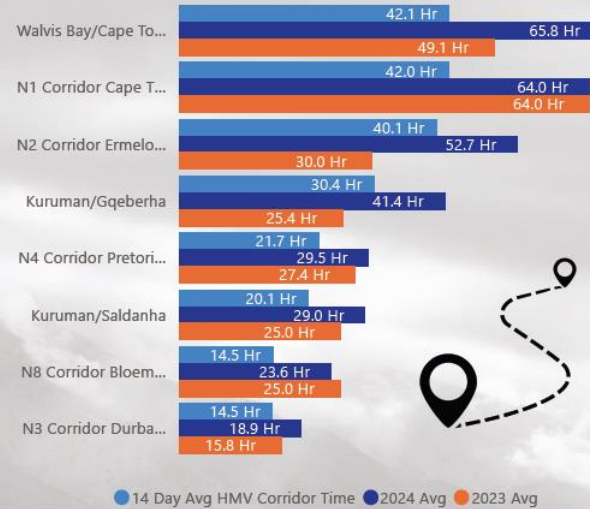 42.1 Hr
Walvis Bay/Cape To... 65.8 Hr
49.1 Hr
42.0 Hr
N1 Corridor Cape T... 64.0 Hr
64.0 Hr
40.1 Hr
N2 Corridor Ermelo... 52.7 Hr
30.0 Hr
30.4 Hr
Kuruman/Gqeberha 41.4 Hr
25.4 Hr
21.7 Hr
N4 Corridor Pretori... 29.5 Hr
27.4 Hr
20.1 Hr
Kuruman/Saldanha 29.0 Hr
25.0 Hr
14.5 Hr
N8 Corridor Bloem... 23.6 Hr
25.0 Hr
14.5 Hr
N3 Corridor Durba... 18.9 Hr
15.8 Hr
14 Day Avg HMV Corridor Time 2024 Avg 2023 Avg